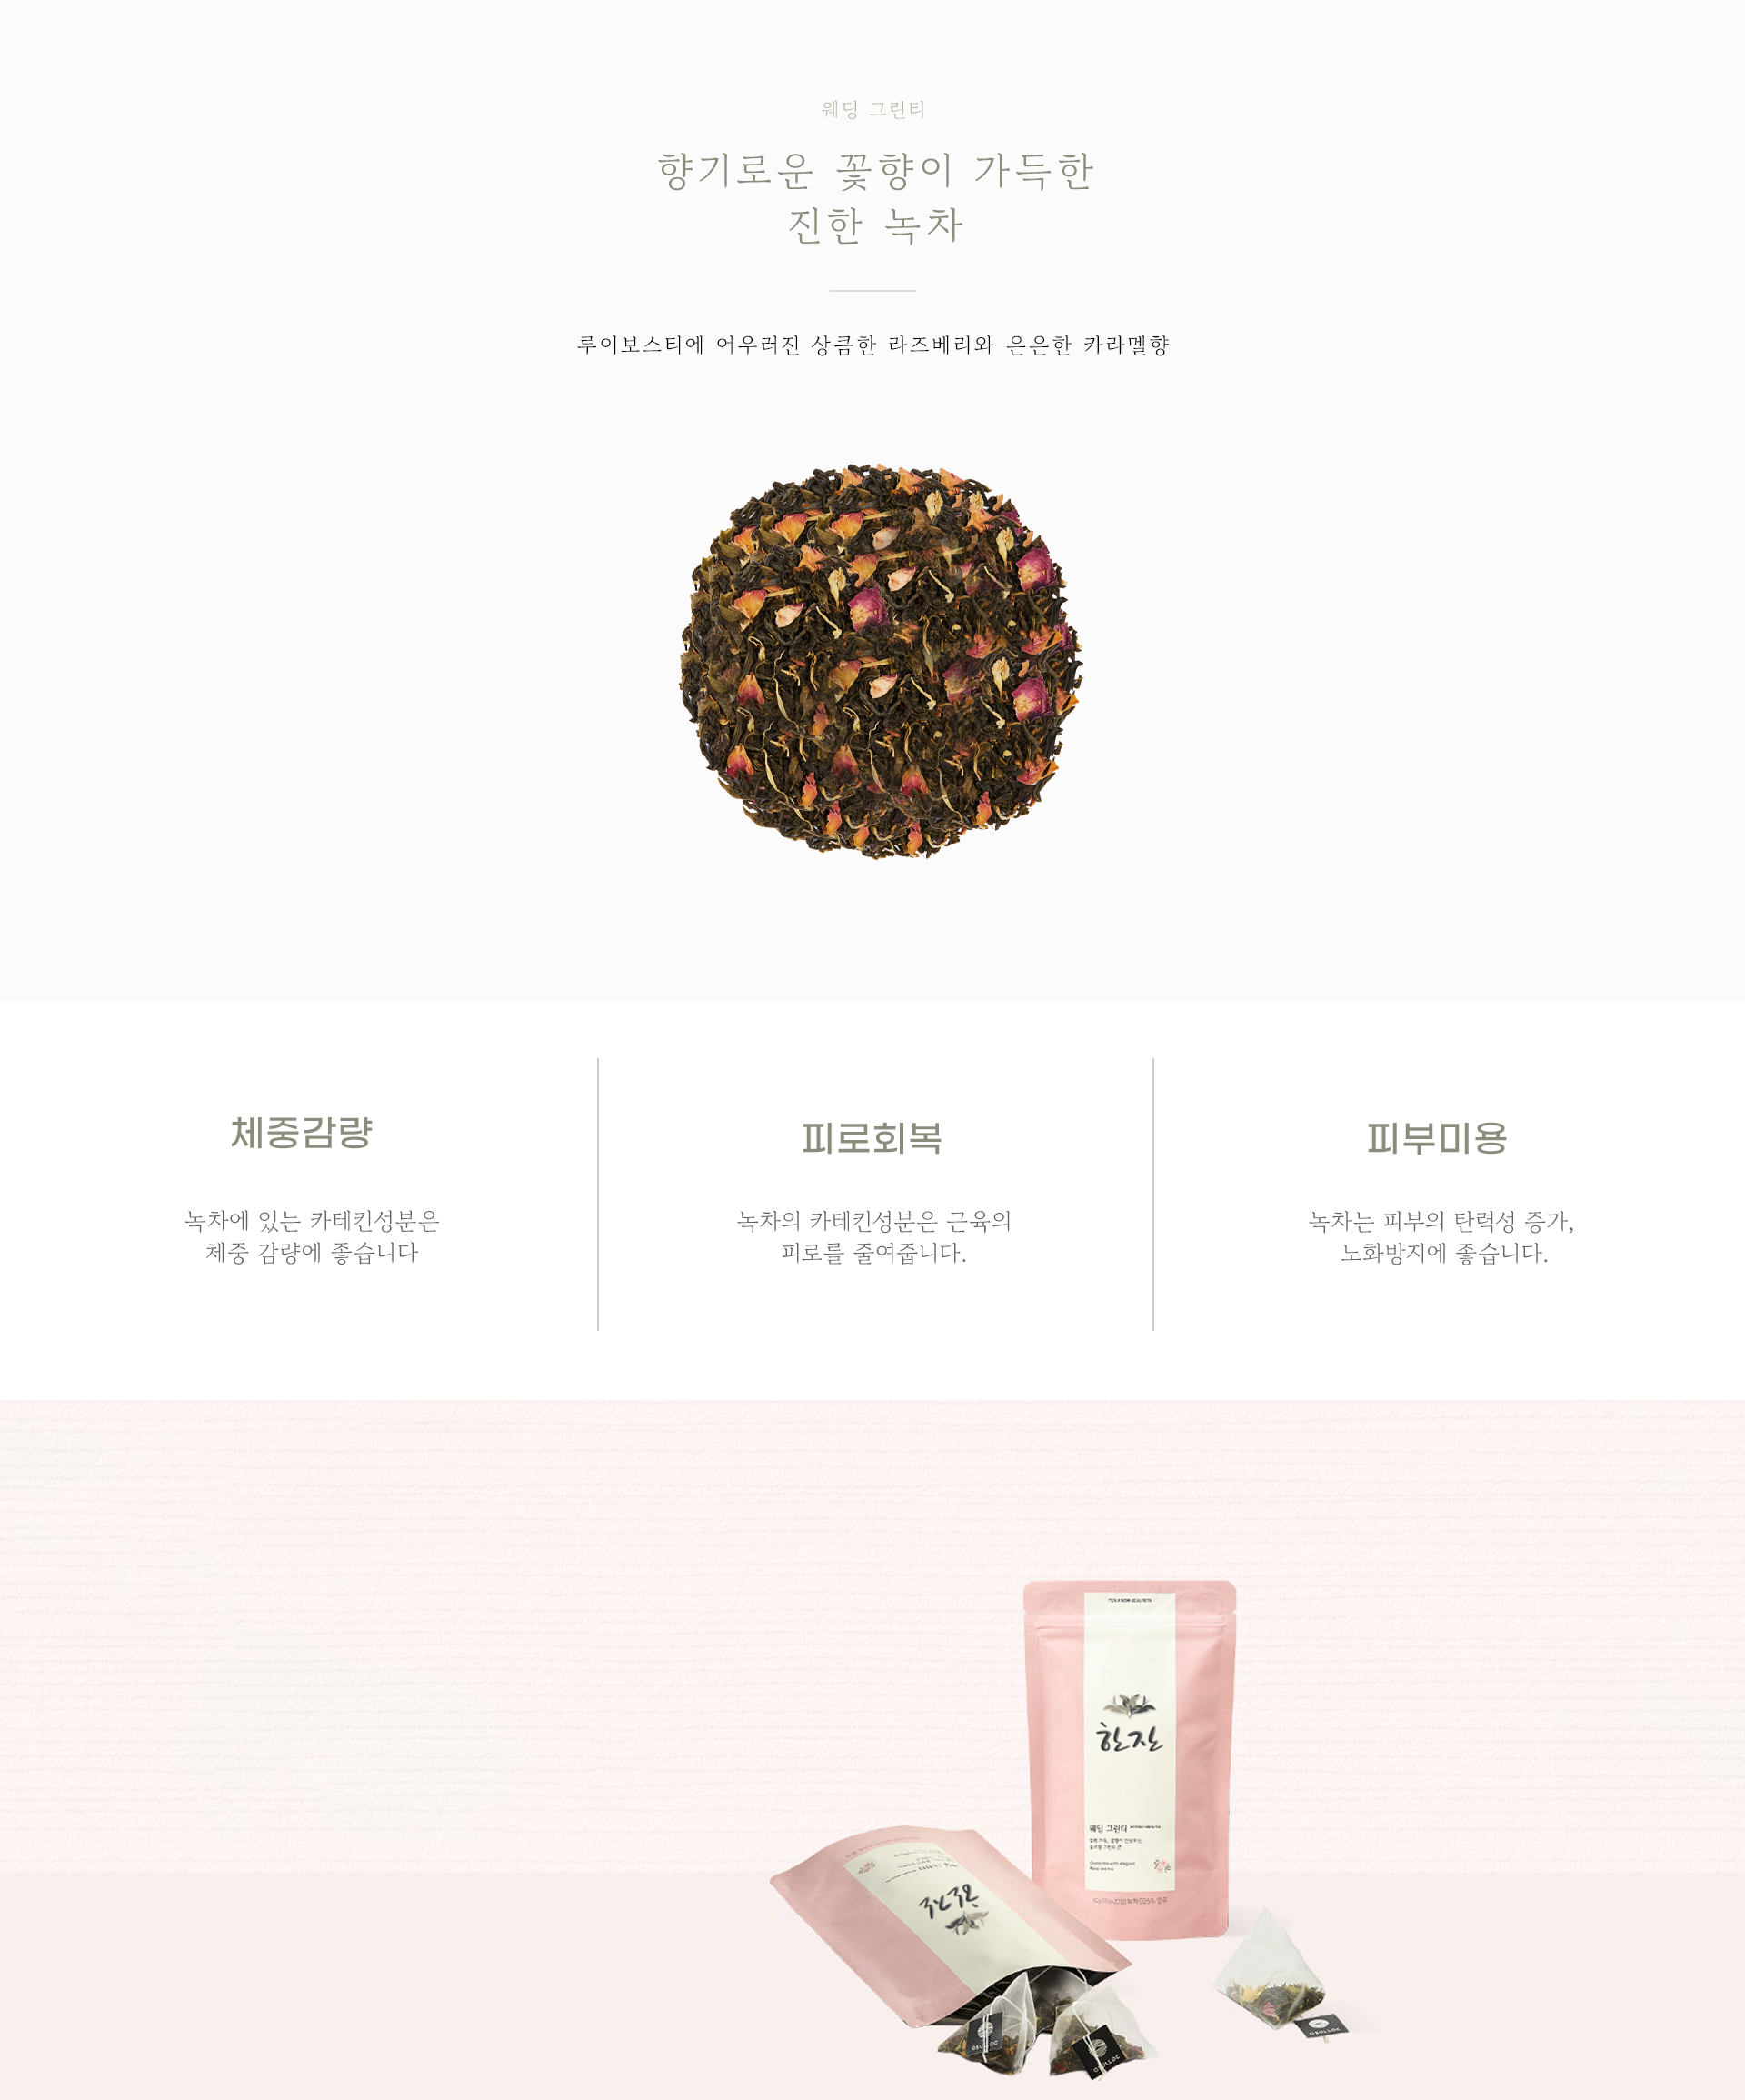 웨딩 그린티
향기로운 꽃향이 가득한
진한 녹차
루이보스티에 어우러진 상큼한 라즈베리와 은은한 카라멜향
체중감량
피로회복
피부미용
녹차에 있는 카테킨성분은
체중 감량에 좋습니다
녹차의 카테킨성분은 근육의
피로를 줄여줍니다.
녹차는 피부의 탄력성 증가,
노화방지에 좋습니다.
한잔
웨딩 그린티
한잔
OSULLOC
OSULLOC
OSULLOC